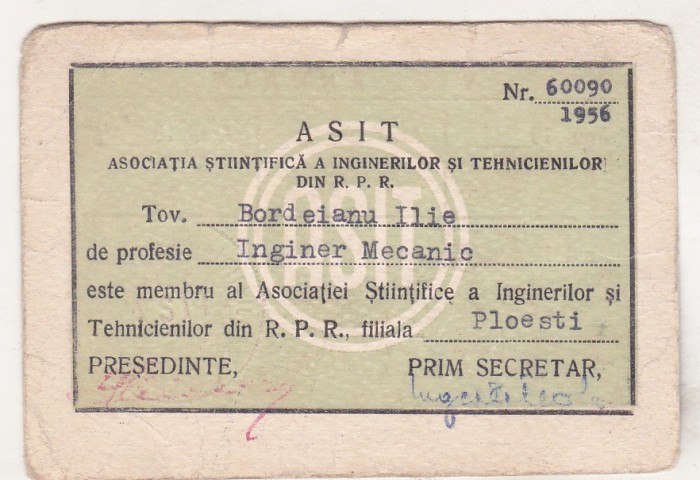 Nr. 60090
1956
ASIT
ASOCIAȚIA ȘTIINȚIFICĂ A INGINERILOR ȘI TEHNICIENILOR
DIN R. P. R.
Tov. Bordeianu Ilie
de profesie Inginer Mecanic
este membru al Asociației Științifice a Inginerilor și
Tehnicienilor din R. P. R., filiala Ploesti
PREȘEDINTE, PRIM SECRETAR,